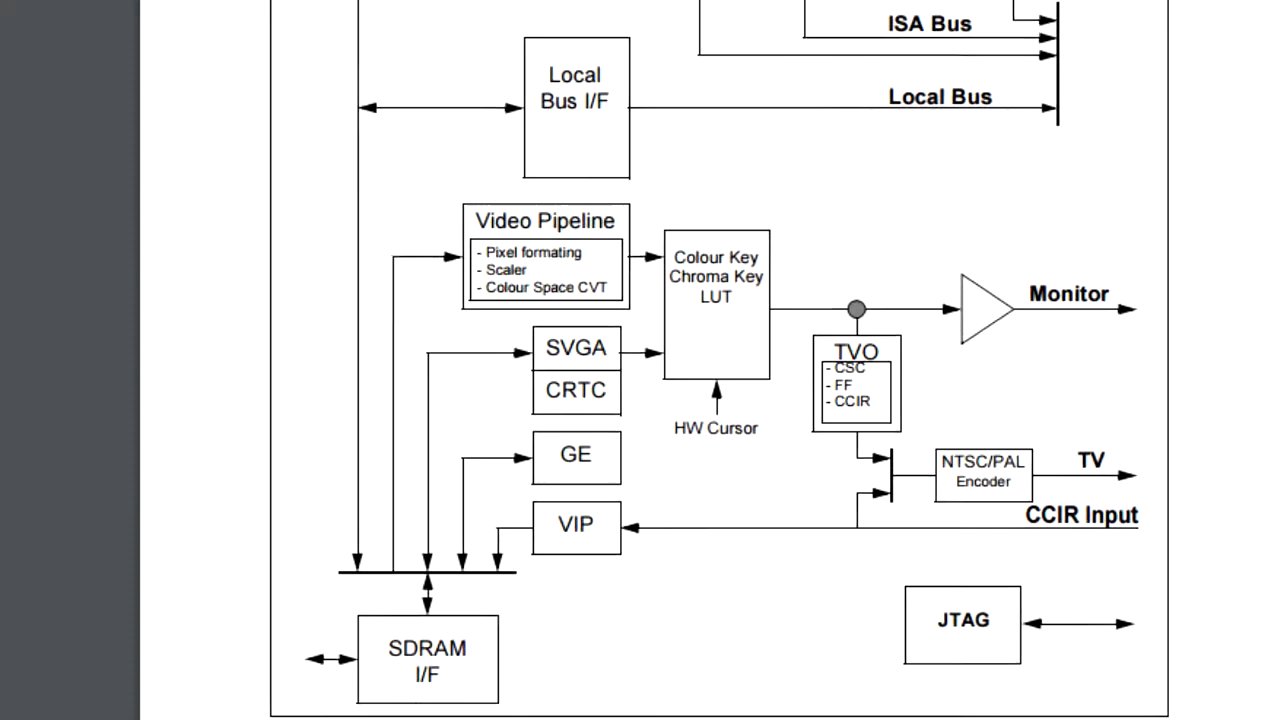 ISA Bus
Local
Bus I/F
Local Bus
Video Pipeline
- Pixel formating
- Scaler
- Colour Space CVT
Colour Key
Chroma Key
LUT
Monitor
SVGA
CRTC
TVO
- CSC
- FF
- CCIR
HW Cursor
GE
NTSC/PAL
Encoder
TV
VIP
CCIR Input
JTAG
SDRAM
I/F